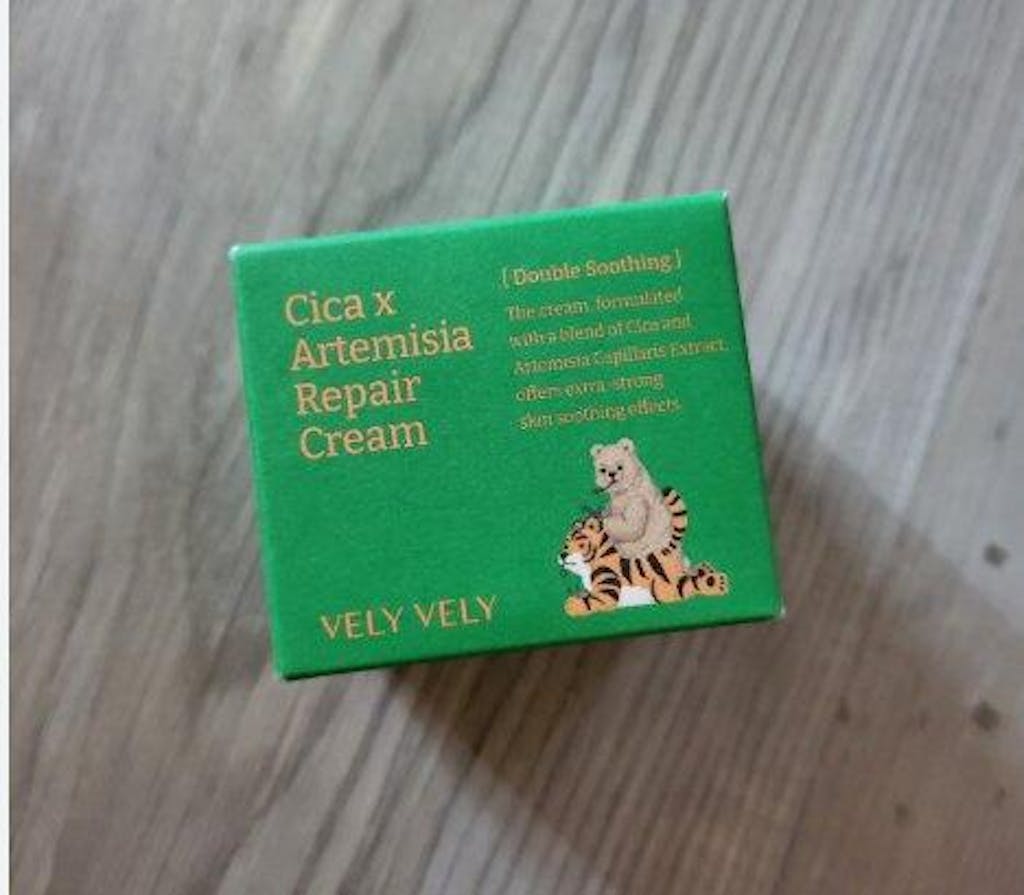 Cica x
Artemisia
Repair
Cream
[ Double Soothing ]
The cream, formulated
with a blend of Cica and
Artemisia Capillaris Extract,
offers extra-strong
skin soothing effects.
VELY VELY